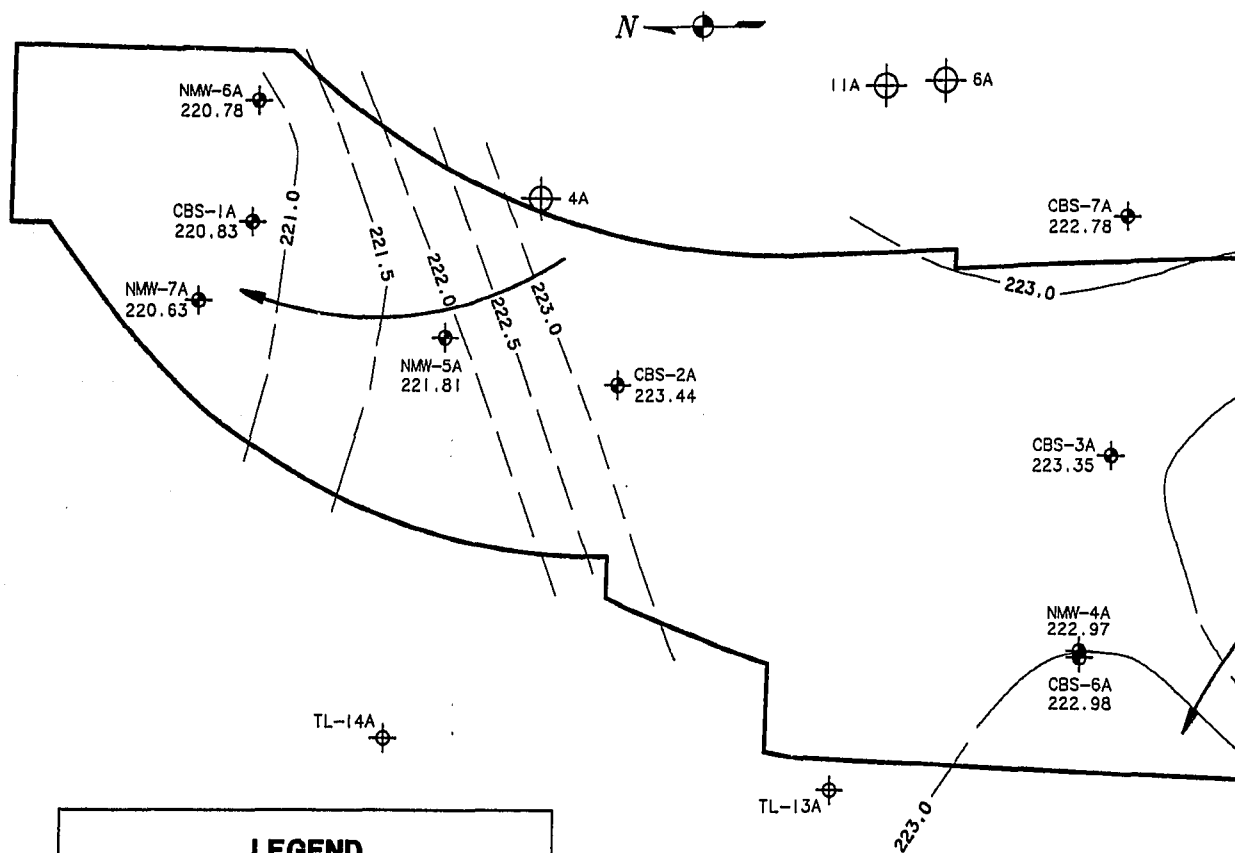 N
11A
6A
NMW-6A
220.78
4A
CBS-1A
220.83
CBS-7A
222.78
221.0
221.5
222.0
222.5
223.0
223.0
NMW-7A
220.63
NMW-5A
221.81
CBS-2A
223.44
CBS-3A
223.35
NMW-4A
222.97
CBS-6A
222.98
TL-14A
TL-13A
223.0
LEGEND